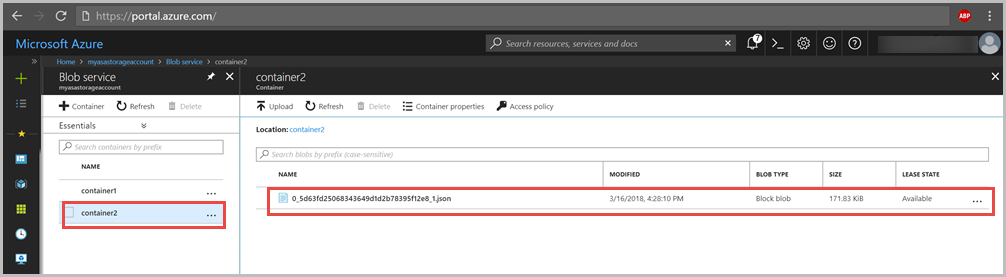 https://portal.azure.com/
ABP
Microsoft Azure
Search resources, services and docs
7
Home > myasastorageaccount > Blob service > container2
Blob service
myasastorageaccount
Container
Refresh
Delete
Essentials
Search containers by prefix
NAME
container1
container2
container2
Container
Upload
Refresh
Delete
Container properties
Access policy
Location: container2
Search blobs by prefix (case-sensitive)
NAME MODIFIED BLOB TYPE SIZE LEASE STATE
0_5d63fd25068343649d1d2b78395f12e8_1.json 3/16/2018, 4:28:10 PM Block blob 171.83 KiB Available